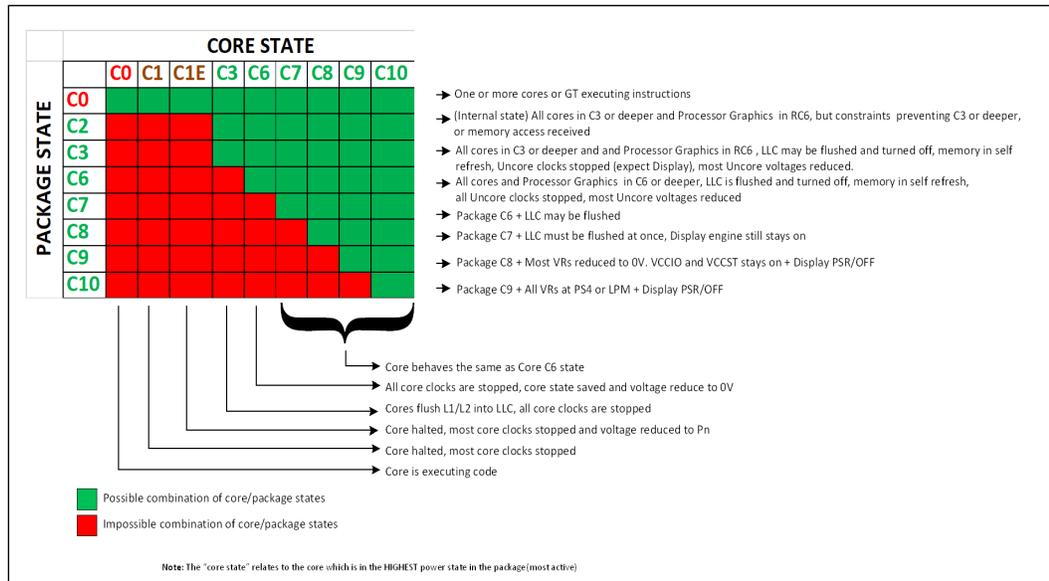 CORE STATE
C0 C1 C1E C3 C6 C7 C8 C9 C10
PACKAGE STATE
C0
C2
C3
C6
C7
C8
C9
C10
One or more cores or GT executing instructions
(Internal state) All cores in C3 or deeper and Processor Graphics in RC6, but constraints preventing C3 or deeper,
or memory access received
All cores in C3 or deeper and and Processor Graphics in RC6 , LLC may be flushed and turned off, memory in self
refresh, Uncore clocks stopped (expect Display), most Uncore voltages reduced.
All cores and Processor Graphics in C6 or deeper, LLC is flushed and turned off, memory in self refresh,
all Uncore clocks stopped, most Uncore voltages reduced
Package C6 + LLC may be flushed
Package C7 + LLC must be flushed at once, Display engine still stays on
Package C8 + Most VRs reduced to 0V. VCCIO and VCCST stays on + Display PSR/OFF
Package C9 + All VRs at PS4 or LPM + Display PSR/OFF
Core behaves the same as Core C6 state
All core clocks are stopped, core state saved and voltage reduce to 0V
Cores flush L1/L2 into LLC, all core clocks are stopped
Core halted, most core clocks stopped and voltage reduced to Pn
Core halted, most core clocks stopped
Core is executing code
Possible combination of core/package states
Impossible combination of core/package states
Note: The "core state" relates to the core which is in the HIGHEST power state in the package(most active)